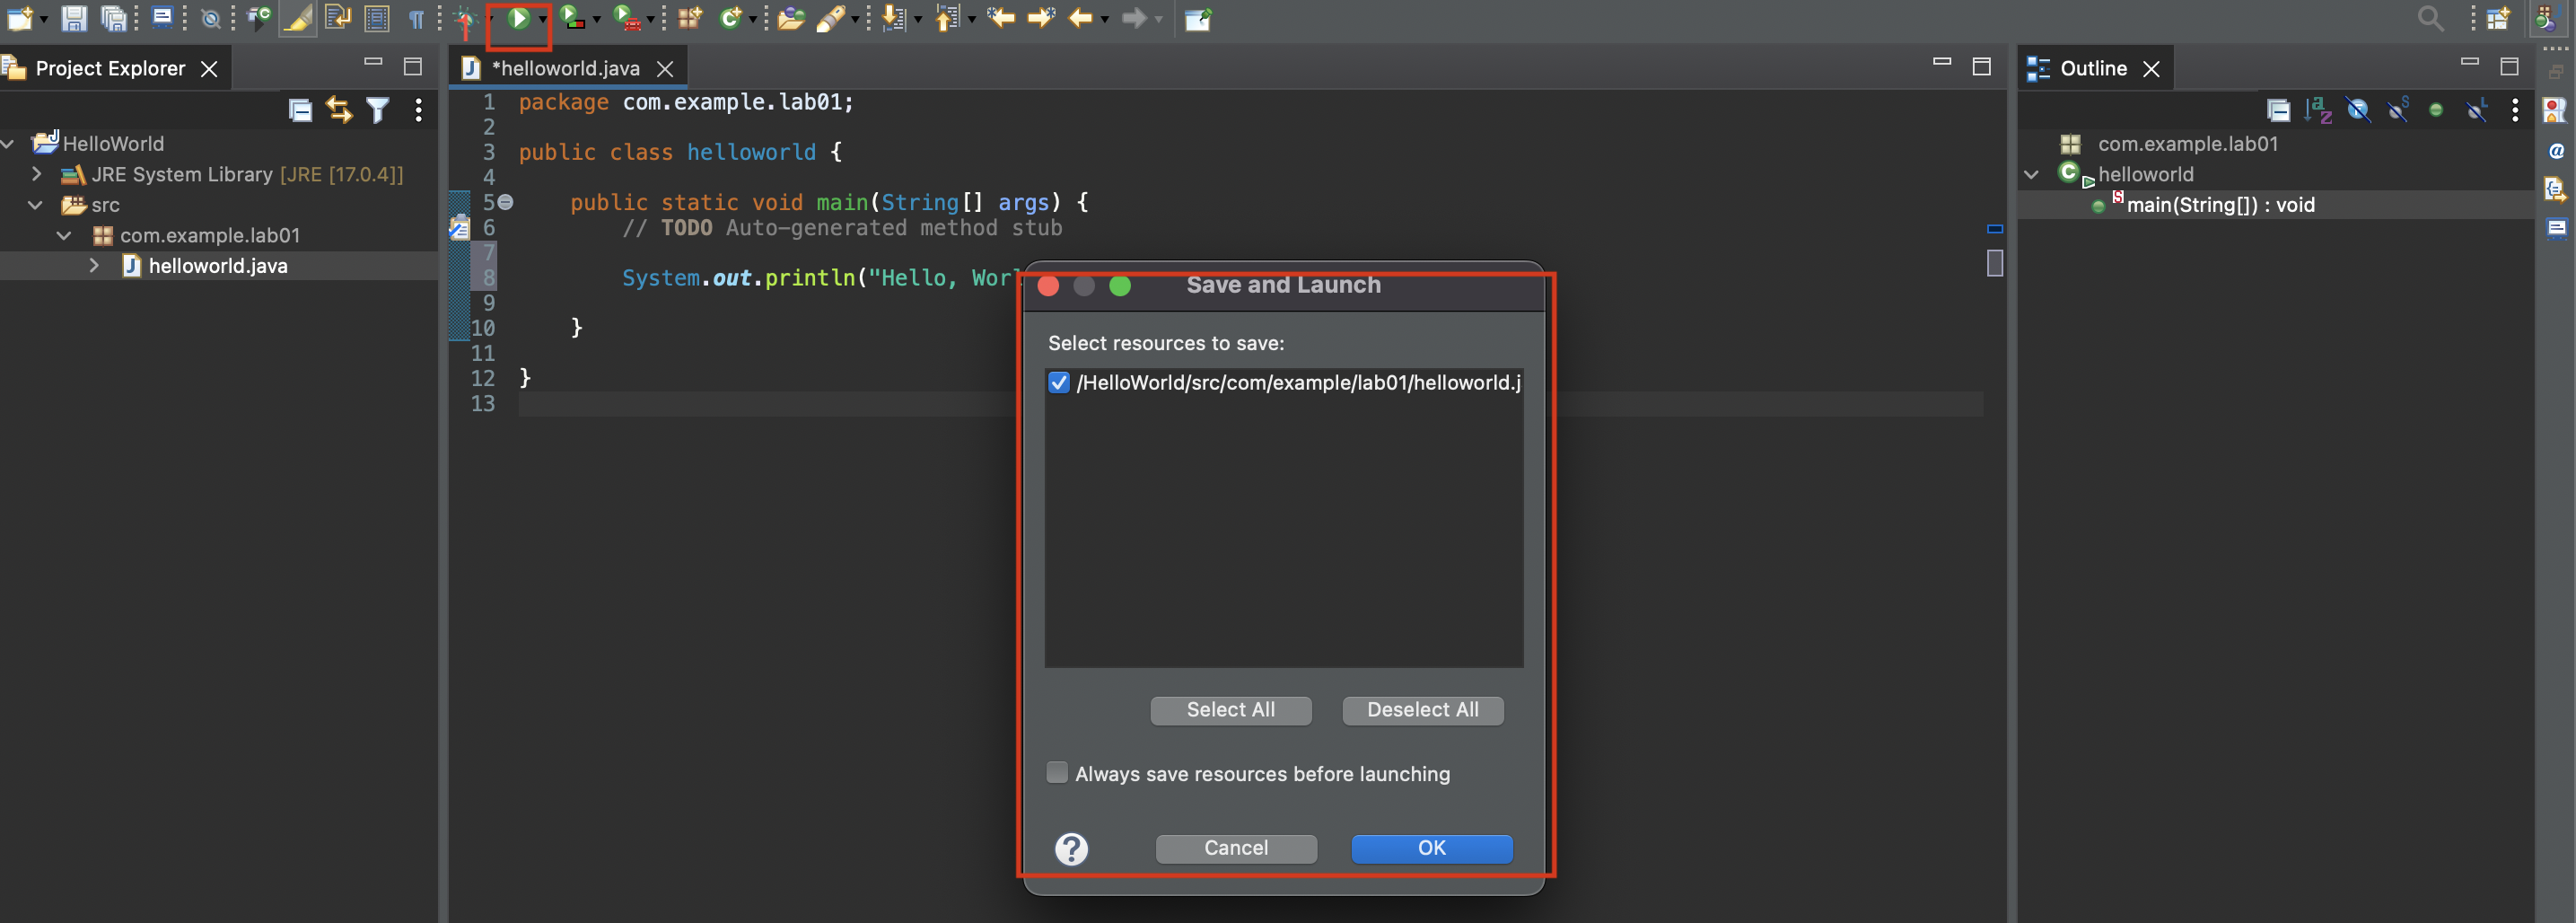 Project Explorer
HelloWorld
JRE System Library [JRE [17.0.4]]
src
com.example.lab01
helloworld.java
*helloworld.java
1 package com.example.lab01;
2
3 public class helloworld {
4
5 public static void main(String[] args) {
6 // TODO Auto-generated method stub
7
8 System.out.println("Hello, Worl
9
10 }
11
12 }
13
Save and Launch
Select resources to save:
/HelloWorld/src/com/example/lab01/helloworld.j
Select All Deselect All
Always save resources before launching
? Cancel OK
Outline
com.example.lab01
helloworld
main(String[]) : void